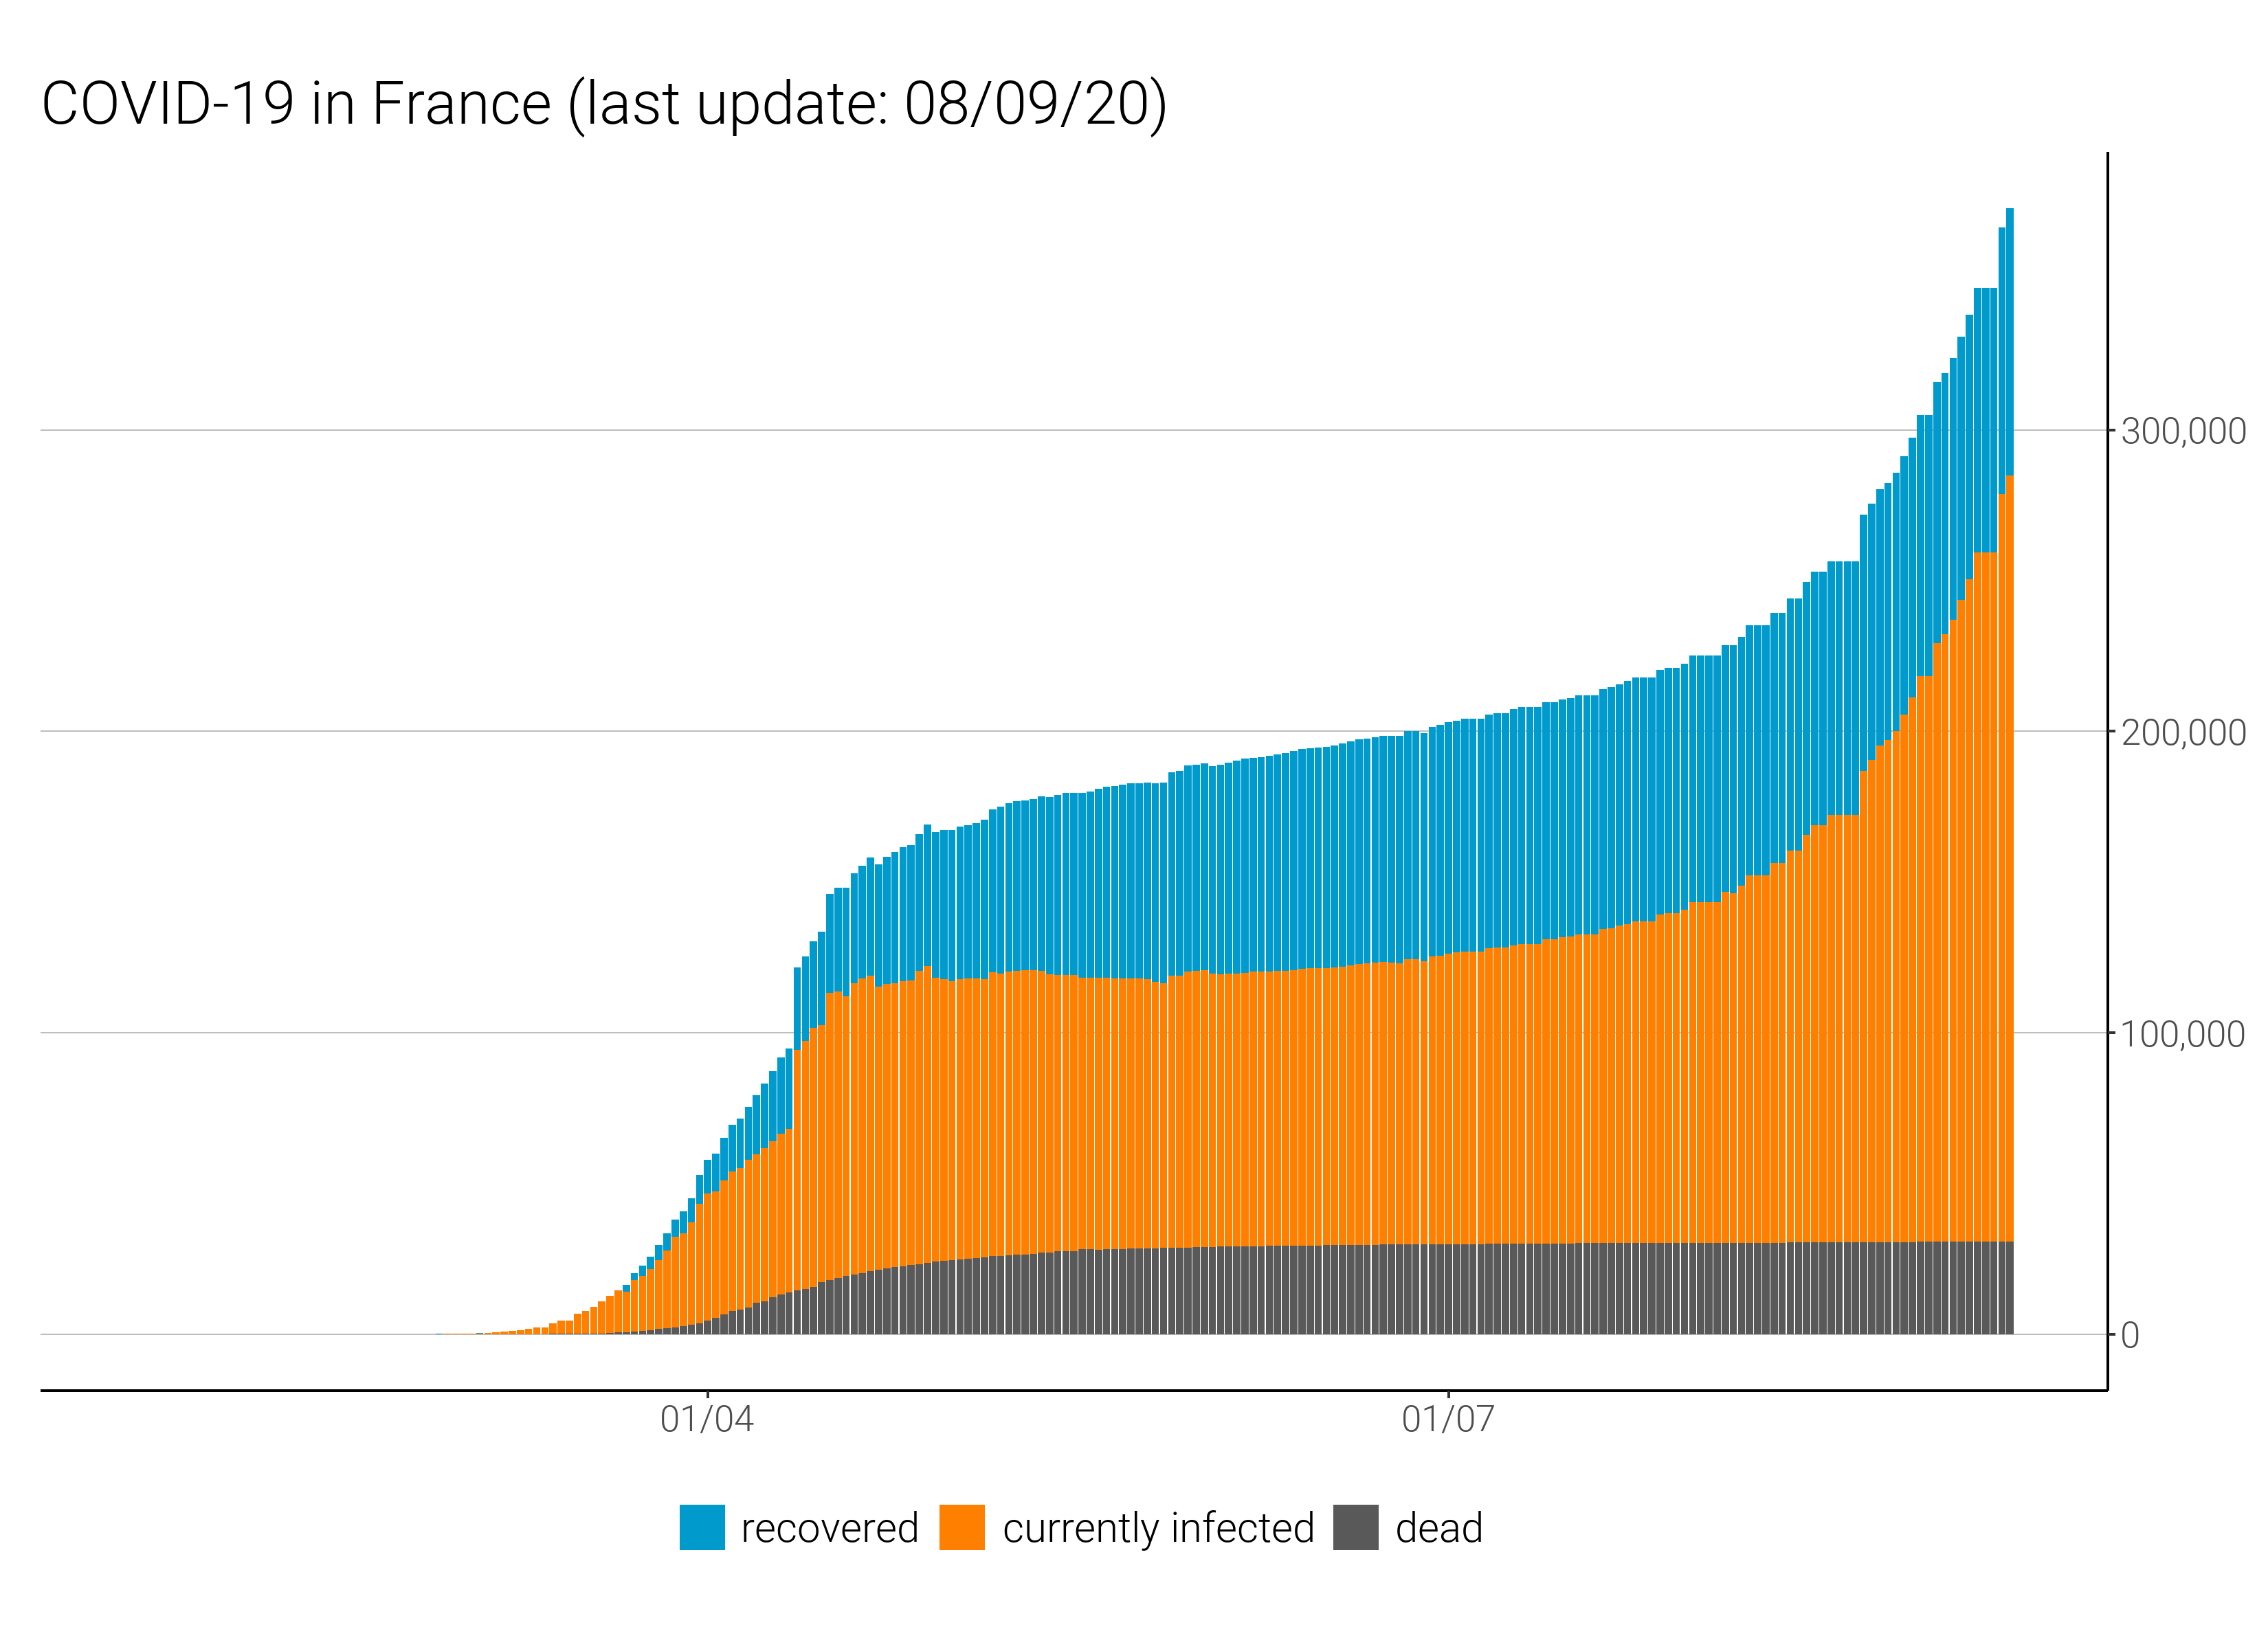 COVID-19 in France (last update: 08/09/20)
300,000
200,000
100,000
0
01/04 01/07
recovered currently infected dead